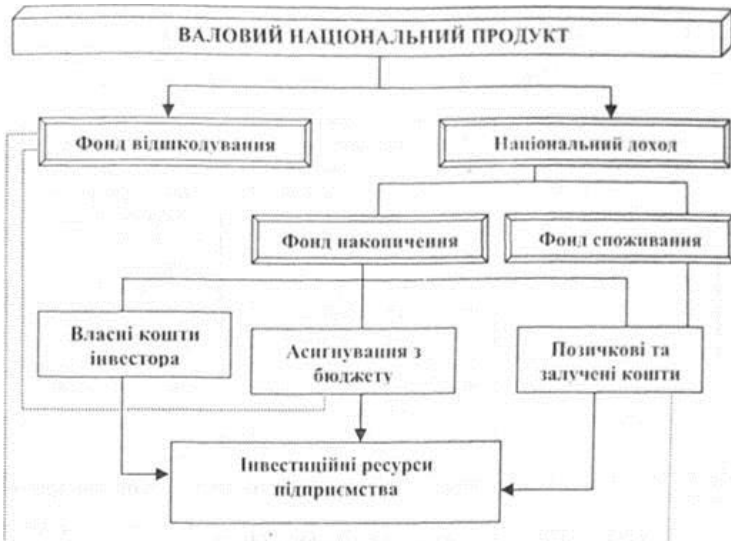 ВАЛОВИЙ НАЦІОНАЛЬНИЙ ПРОДУКТ
Фонд відшкодування
Національний доход
Фонд накопичення
Фонд споживання
Власні кошти
інвестора
Асигнування з
бюджету
Позичкові та
залучені кошти
Інвестиційні ресурси
підприємства